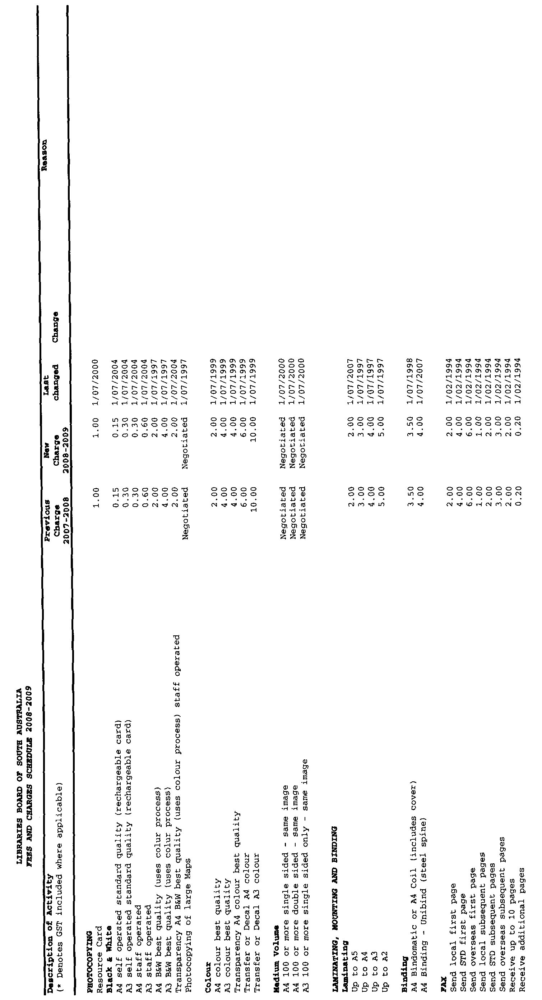 LIBRARIES BOARD OF SOUTH AUSTRALIA
FEES AND CHARGES SCHEDULE 2008-2009
Description of Activity Previous New Last Reason
(* Denotes GST included where applicable) Charge Charge changed Change
2007-2008 2008-2009
PHOTOCOPYING
Resource Card 1.00 1.00 1/07/2000
Black & White
A4 self operated standard quality (rechargeable card) 0.15 0.15 1/07/2004
A3 self operated standard quality (rechargeable card) 0.30 0.30 1/07/2004
A4 staff operated 0.30 0.30 1/07/2004
A3 staff operated 0.60 0.60 1/07/2004
A4 B&W best quality (uses colur process) 2.00 2.00 1/07/1997
A3 B&W best quality (uses colur process) 4.00 4.00 1/07/1997
Transparency A4 B&W best quality (uses colour process) staff operated 2.00 2.00 1/07/2004
Photocopying of large Maps Negotiated Negotiated 1/07/1997
Colour
A4 colour best quality 2.00 2.00 1/07/1999
A3 colour best quality 4.00 4.00 1/07/1999
Transparency A4 colour best quality 4.00 4.00 1/07/1999
Transfer or Decal A4 colour 6.00 6.00 1/07/1999
Transfer or Decal A3 colour 10.00 10.00 1/07/1999
Medium Volume
A4 100 or more single sided - same image Negotiated Negotiated 1/07/2000
A4 100 or more double sided - same image Negotiated Negotiated 1/07/2000
A3 100 or more single sided only - same image Negotiated Negotiated 1/07/2000
LAMINATING, MOUNTING AND BINDING
Laminating
Up to A5 2.00 2.00 1/07/2007
Up to A4 3.00 3.00 1/07/1997
Up to A3 4.00 4.00 1/07/1997
Up to A2 5.00 5.00 1/07/1997
Binding
A4 Bindomatic or A4 Coil (includes cover) 3.50 3.50 1/07/1998
A4 Binding - Unibind (steel spine) 4.00 4.00 1/07/2007
FAX
Send local first page 2.00 2.00 1/02/1994
Send STD first page 4.00 4.00 1/02/1994
Send overseas first page 6.00 6.00 1/02/1994
Send local subsequent pages 1.00 1.00 1/02/1994
Send STD subsequent pages 2.00 2.00 1/02/1994
Send overseas subsequent pages 3.00 3.00 1/02/1994
Receive up to 10 pages 2.00 2.00 1/02/1994
Receive additional pages 0.20 0.20 1/02/1994